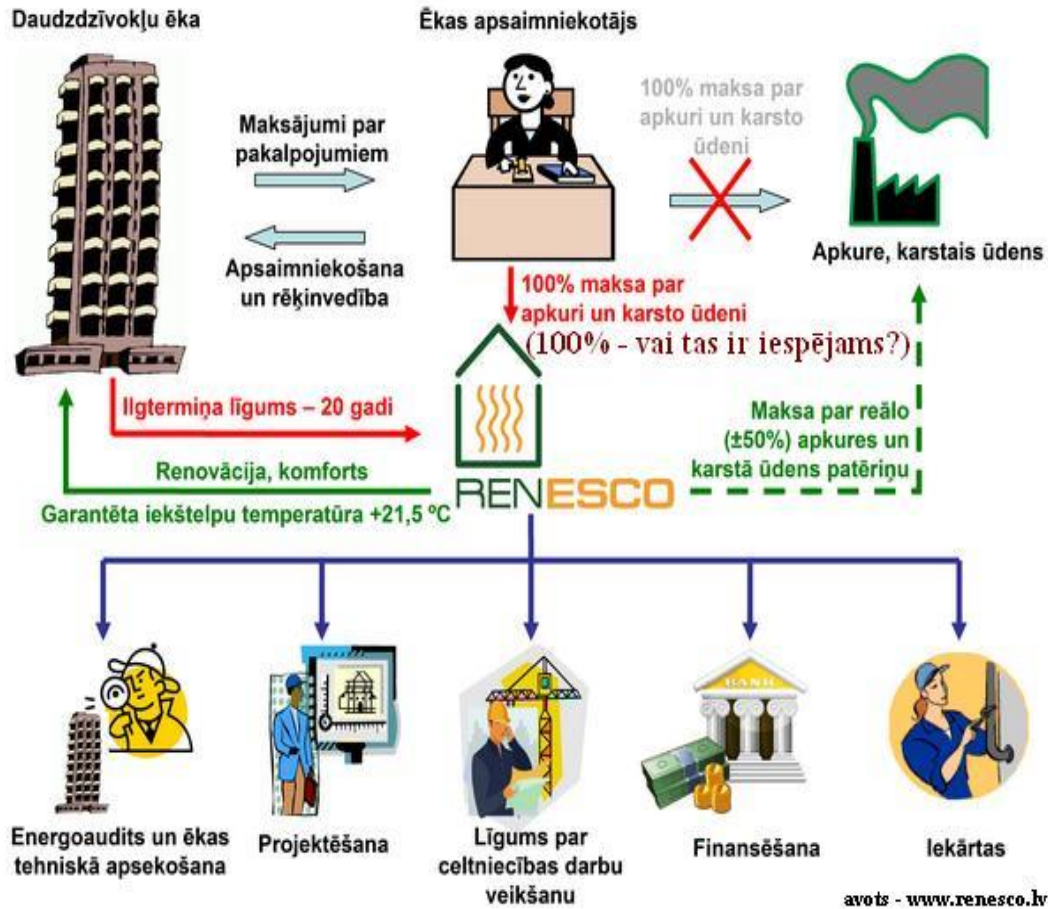 Daudzdzīvokļu ēka
Ēkas apsaimniekotājs
Maksājumi par
pakalpojumiem
100% maksa par
apkuri un karsto
ūdeni
Apsaimniekošana
un rēķinvedība
Apkure, karstais ūdens
100% maksa par
apkuri un karsto ūdeni
(100% - vai tas ir iespējams?)
Ilgtermiņa līgums – 20 gadi
Maksa par reālo
(±50%) apkures un
karstā ūdens patēriņu
Renovācija, komforts
Garantēta iekštelpu temperatūra +21,5 ºC
RENESCO
BANK
Energoaudits un ēkas
tehniskā apsekošana
Projektēšana
Līgums par
celtniecības darbu
veikšanu
Finansēšana
Iekārtas
avots - www.renesco.lv